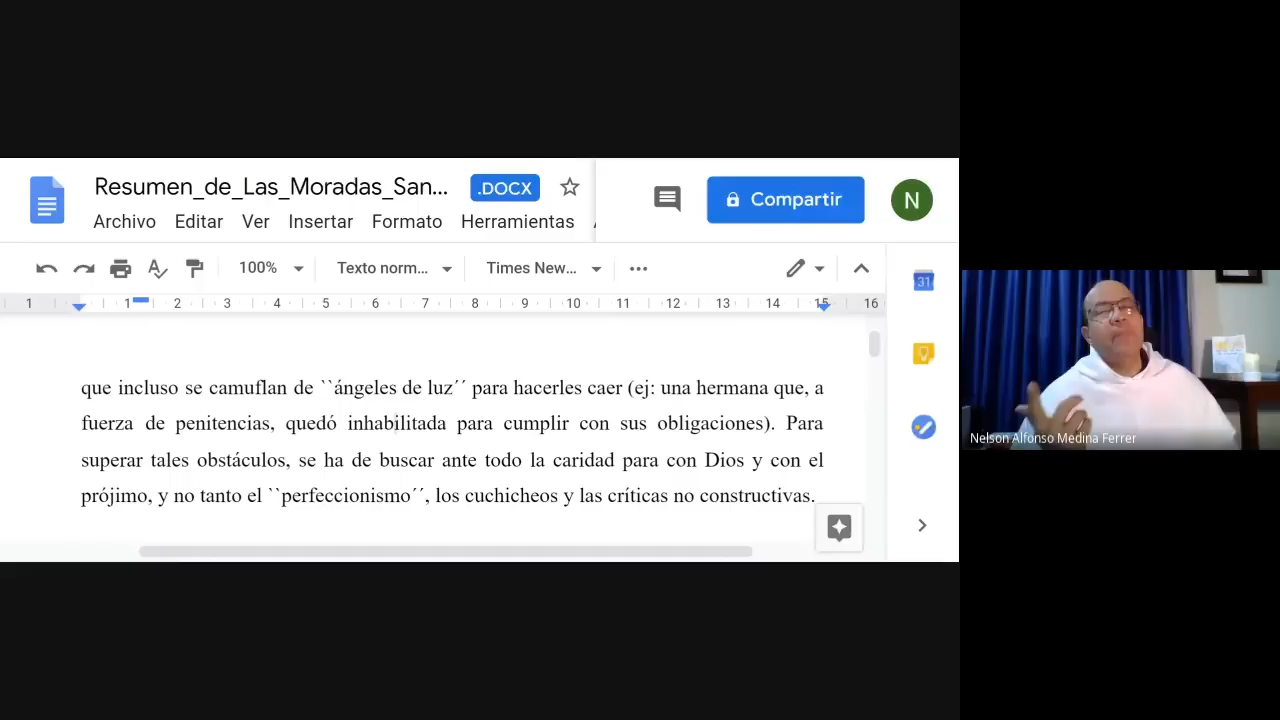 Resumen_de_Las_Moradas_San...
.DOCX
Compartir
N
Archivo Editar Ver Insertar Formato Herramientas
100% Texto norm... Times New...
31
1 1 2 3 4 5 6 7 8 9 10 11 12 13 14 15 16
que incluso se camuflan de ``ángeles de luz´´ para hacerles caer (ej: una hermana que, a
fuerza de penitencias, quedó inhabilitada para cumplir con sus obligaciones). Para
superar tales obstáculos, se ha de buscar ante todo la caridad para con Dios y con el
prójimo, y no tanto el ``perfeccionismo´´, los cuchicheos y las críticas no constructivas.
Nelson Alfonso Medina Ferrer